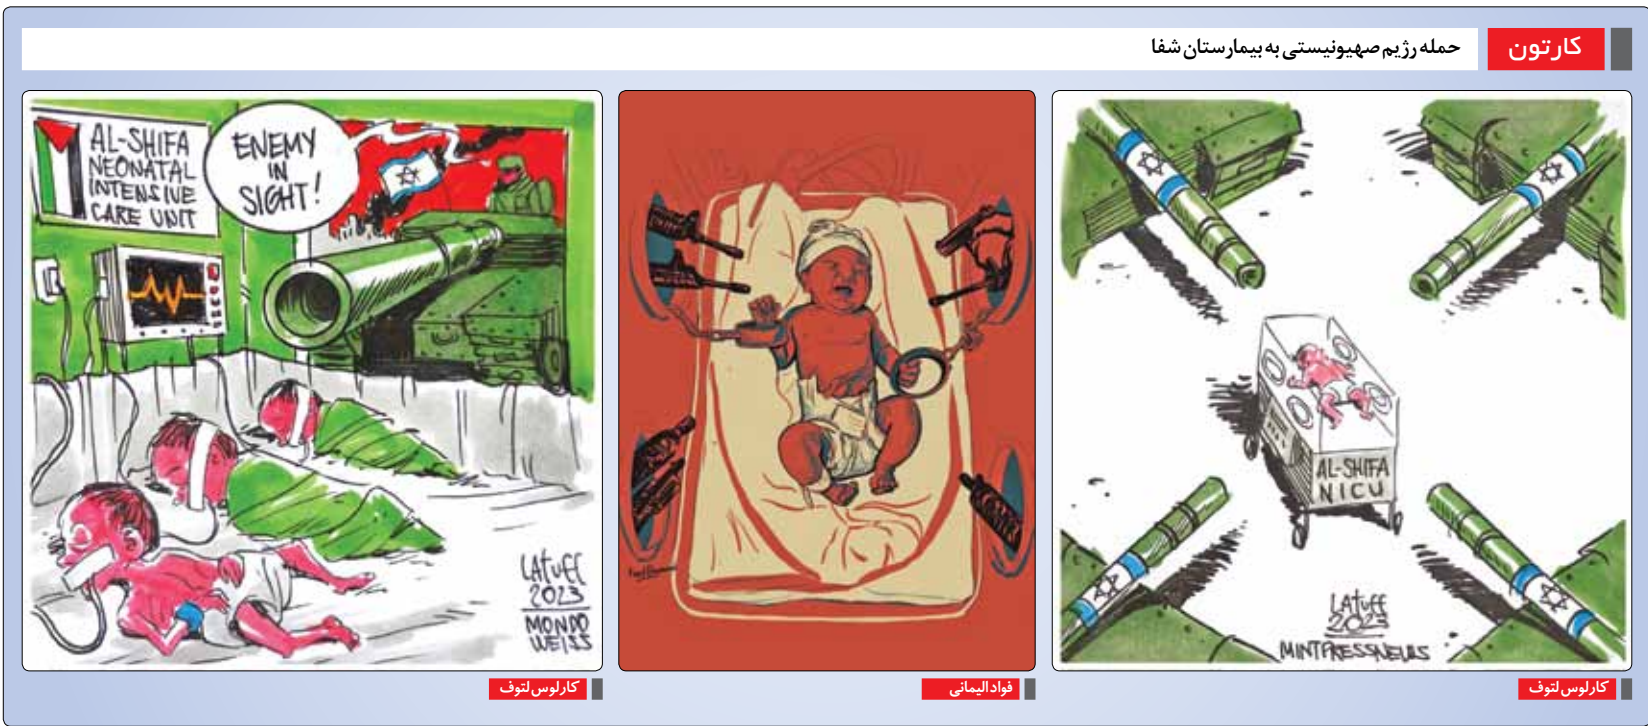 کارتون
حمله رژیم صهیونیستی به بیمارستان شفا
AL-SHIFA
NICU
LATUFF
2023
MINTPRESSNEWS
کارلوس لتوف
فواد الیمانی
AL-SHIFA
NEONATAL
INTENSIVE
CARE UNIT
ENEMY
IN
SIGHT!
LATUFF
2023
MONDO
WEISS
کارلوس لتوف